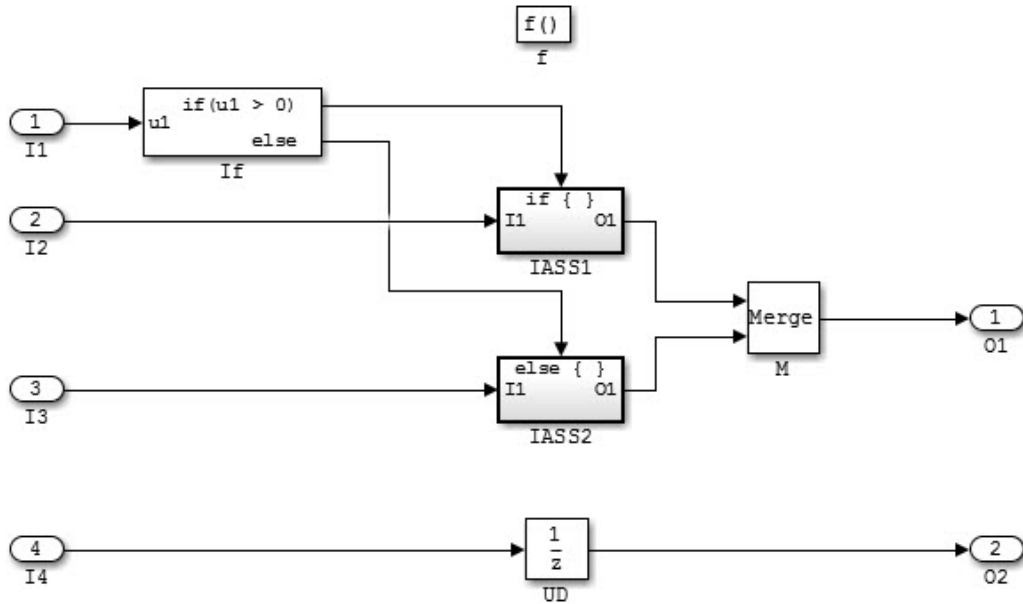 f()
f
if(u1 > 0)
1
u1
else
I1
If
if { }
2
I1
O1
I2
IASS1
Merge
1
O1
M
else { }
3
I1
O1
I3
IASS2
1
z
4
2
I4
UD
O2